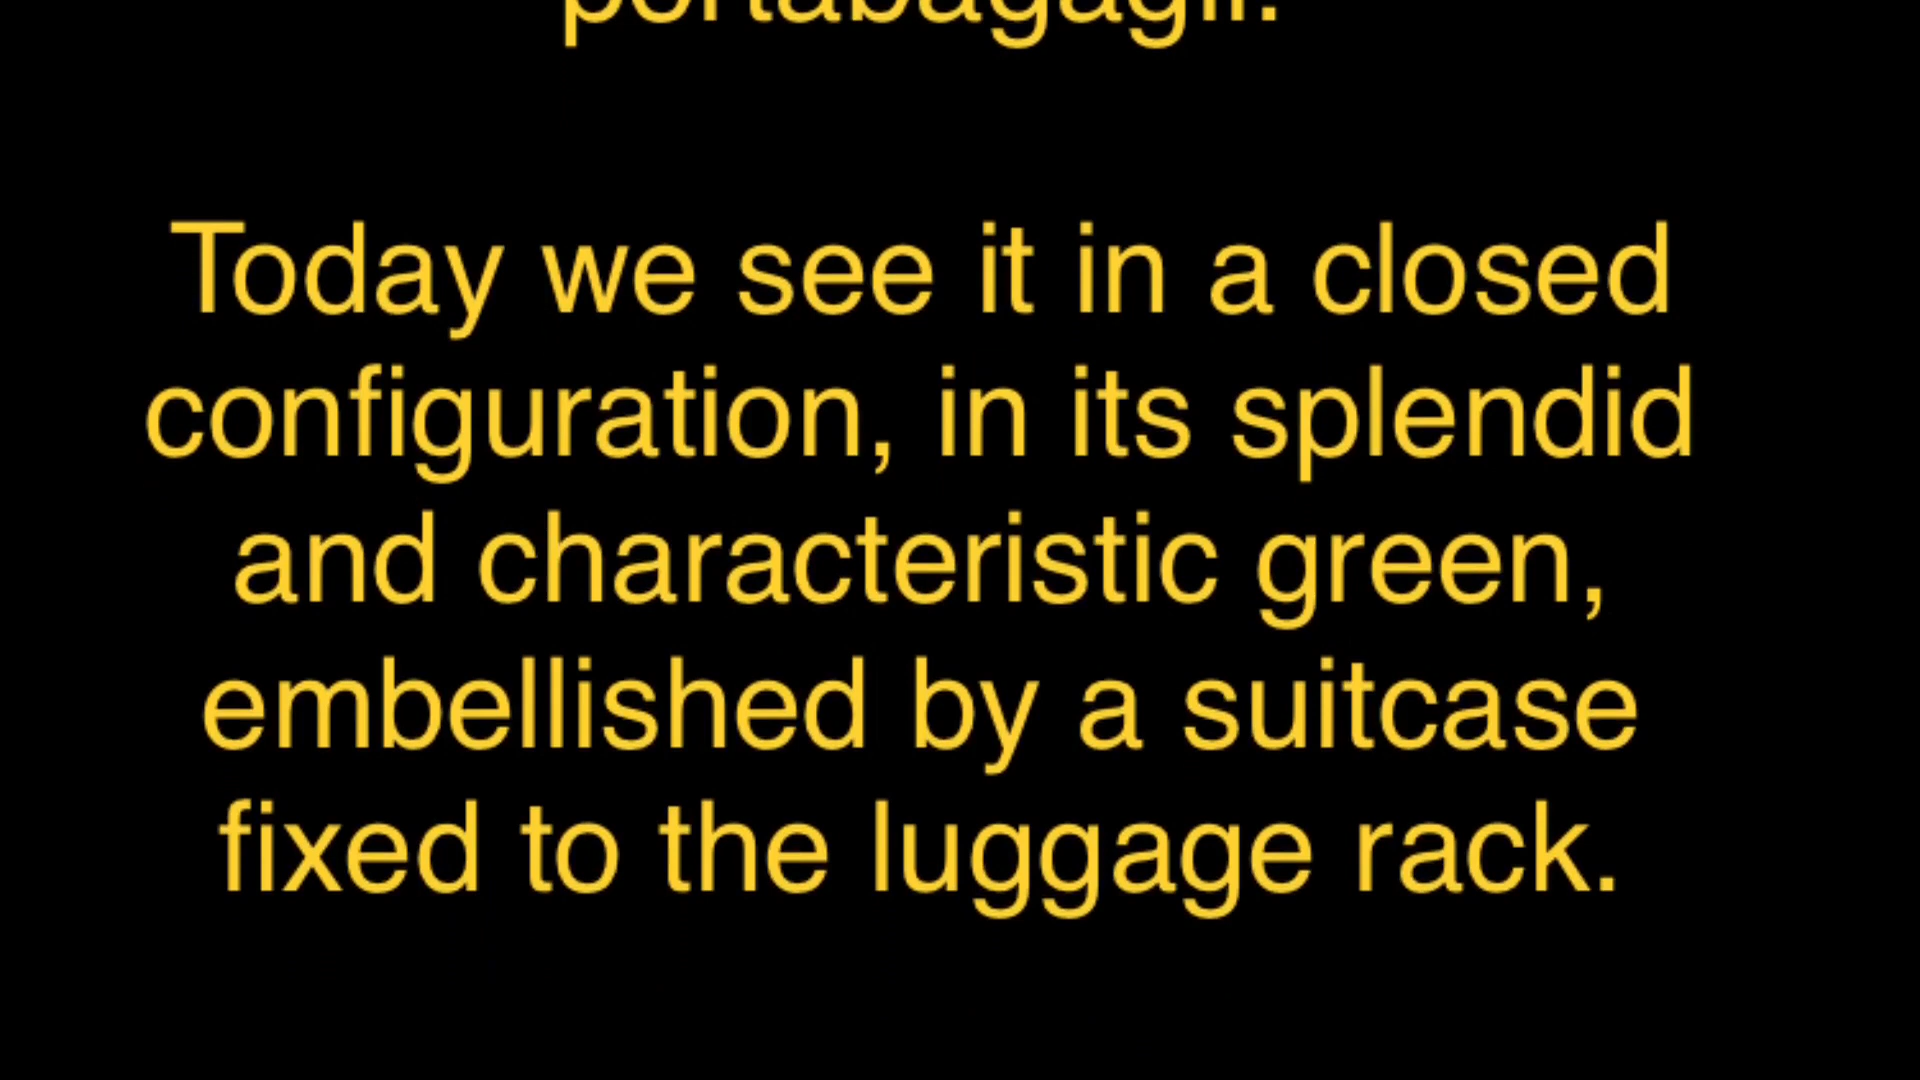 portabagagli.
Today we see it in a closed
configuration, in its splendid
and characteristic green,
embellished by a suitcase
fixed to the luggage rack.